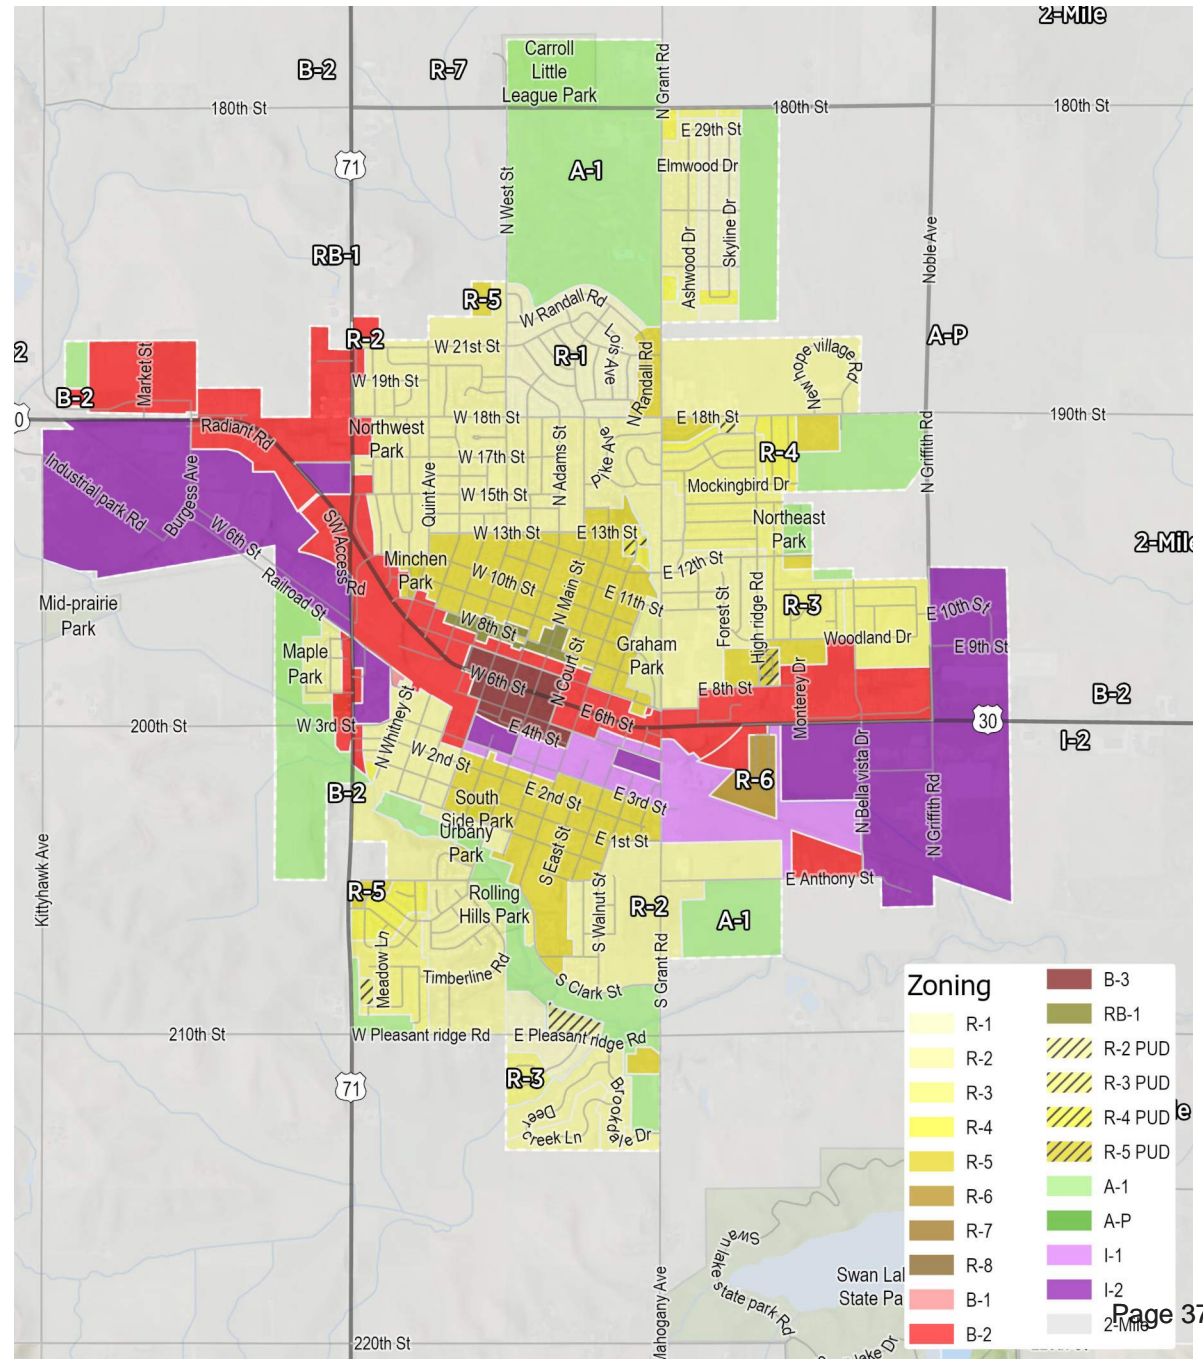 2-Mile
Carroll
Little
League Park
B-2
R-7
N Grant Rd
180th St
180th St
180th St
E 29th St
71
Elmwood Dr
A-1
N West St
Ashwood Dr
Skyline Dr
Noble Ave
RB-1
R-5
W Randall Rd
R-2
W 21st St
R-1
Lois Ave
N Randall Rd
A-P
2
New hope village Rd
Market St
B-2
W 19th St
0
Radiant Rd
Northwest
Park
W 18th St
E 18th St
190th St
Industrial park Rd
Burgess Ave
W 6th St
Quint Ave
W 17th St
N Adams St
Pike Ave
R-4
N Griffith Rd
W 15th St
Mockingbird Dr
SW Access Rd
W 13th St
E 13th St
Northeast
Park
2-Mile
Railroad St
Minchen
Park
W 10th St
N Main St
E 11th St
E 12th St
Forest St
High ridge Rd
R-3
E 10th St
Mid-prairie
Park
W 8th St
Graham
Park
Woodland Dr
E 9th St
Maple
Park
W 6th St
N Court St
E 8th St
Monterey Dr
B-2
200th St
W 3rd St
N Whitney St
E 4th St
E 6th St
30
I-2
W 2nd St
R-6
N Bella vista Dr
N Griffith Rd
B-2
South
Side Park
E 2nd St
E 3rd St
Urbany
Park
S East St
E 1st St
Kittyhawk Ave
R-5
Rolling
Hills Park
S Walnut St
R-2
E Anthony St
A-1
Meadow Ln
Timberline Rd
S Clark St
S Grant Rd
210th St
W Pleasant ridge Rd
E Pleasant ridge Rd
R-3
71
Deer creek Ln
Brookdale Dr
Swan lake state park Rd
Swan Lal
State Pa
lake Dr
Mahogany Ave
220th St
Zoning
R-1
R-2
R-3
R-4
R-5
R-6
R-7
R-8
B-1
B-2
B-3
RB-1
R-2 PUD
R-3 PUD
R-4 PUD
R-5 PUD
A-1
A-P
I-1
I-2
2-Mile
Page 37